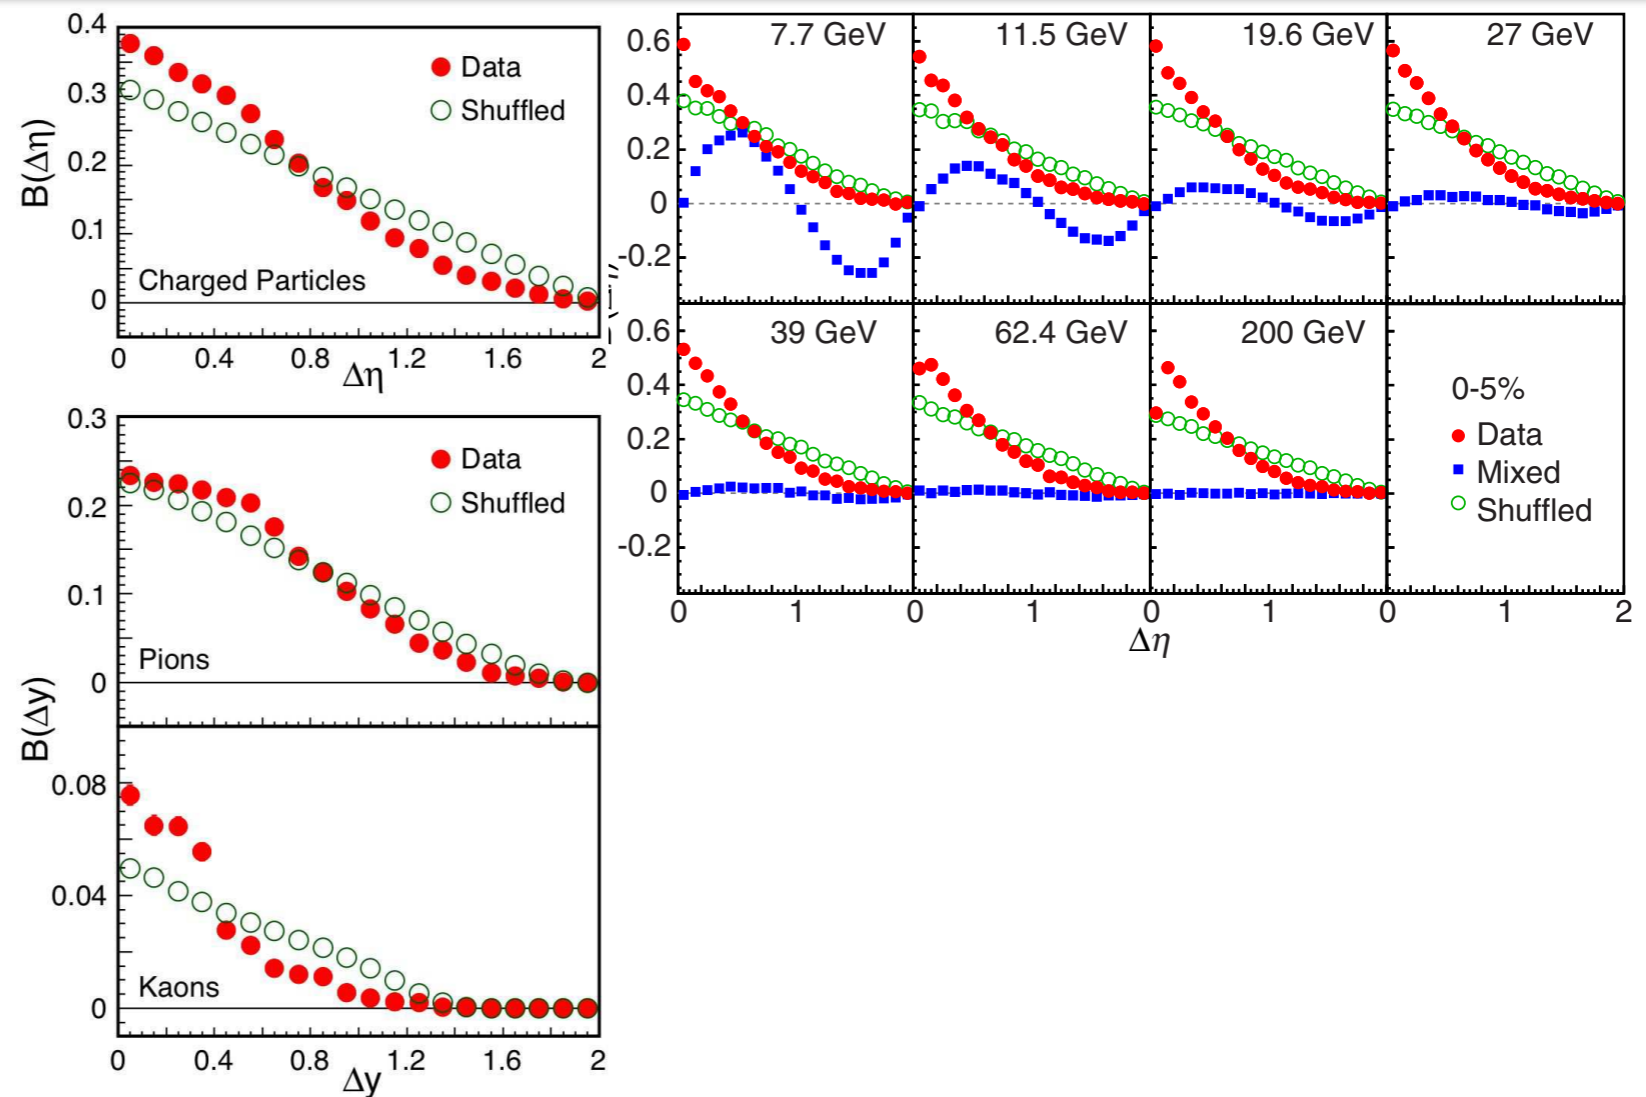 0.4
0.3
0.2
0.1
0
B(Δη)
Data
Shuffled
Charged Particles
0 0.4 0.8 1.2 1.6 2
Δη
0.3
0.2
0.1
0
Data
Shuffled
Pions
B(Δy)
0.08
0.04
0
Kaons
0 0.4 0.8 1.2 1.6 2
Δy
0.6
0.4
0.2
0
-0.2
7.7 GeV 11.5 GeV 19.6 GeV 27 GeV
0.6
0.4
0.2
0
-0.2
39 GeV 62.4 GeV 200 GeV
0-5%
Data
Mixed
Shuffled
0 1 0 1 0 1 0 1 2
Δη